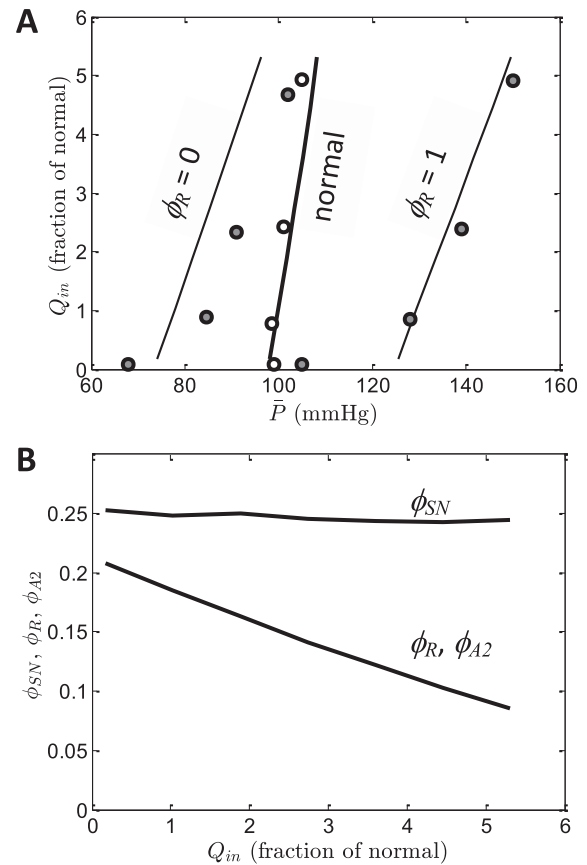 A
6
5
4
3
2
1
0
Q_in (fraction of normal)
ϕ_R = 0
normal
ϕ_R = 1
60 80 100 120 140 160
P̄ (mmHg)
B
0.25
0.2
0.15
0.1
0.05
0
ϕ_SN, ϕ_R, ϕ_A2
ϕ_SN
ϕ_R, ϕ_A2
0 1 2 3 4 5 6
Q_in (fraction of normal)